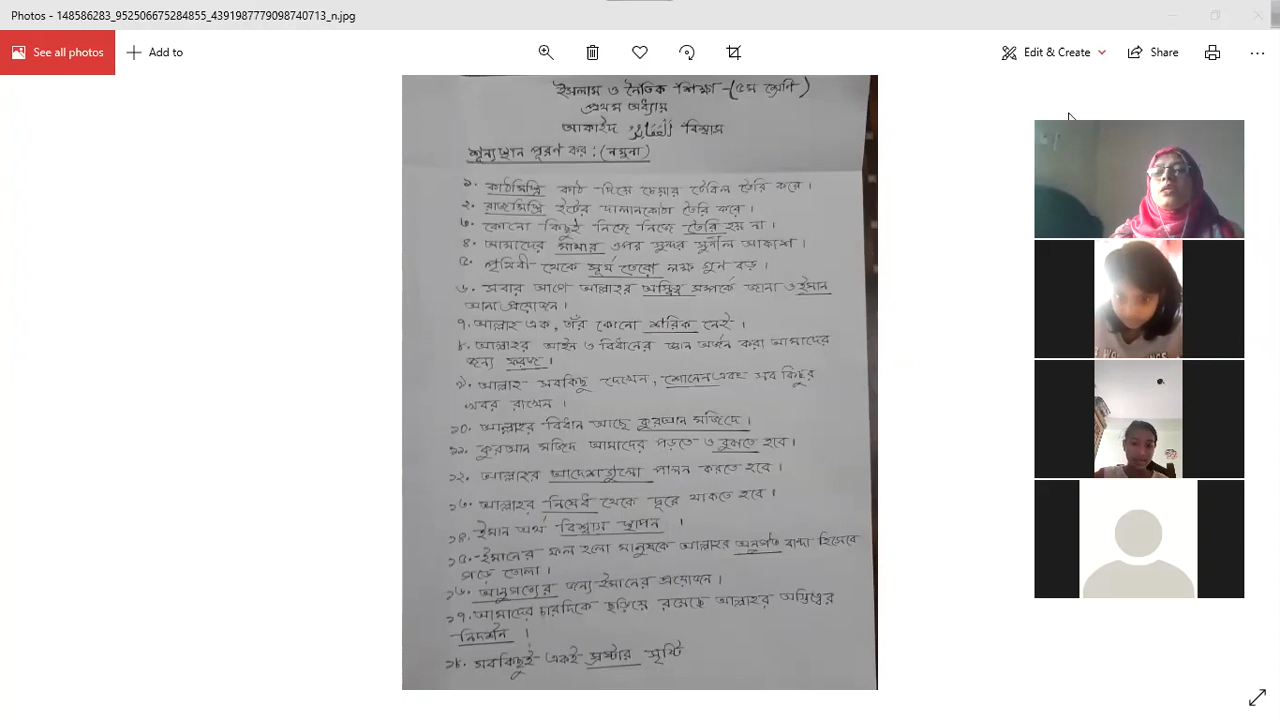 Photos - 148586283_952506675284855_4391987779098740713_n.jpg
See all photos
Add to
Edit & Create
Share
ইসলাম ও নৈতিক শিক্ষা-(৫ম শ্রেণি)
প্রথম অধ্যায়
আকাইদ اَلْعَقَائِدُ বিশ্বাস
শূন্যস্থান পূরণ কর : (নমুনা)
১. কাঠমিস্ত্রি কাঠ দিয়ে চেয়ার টেবিল তৈরি করে।
২. রাজমিস্ত্রি ইটের দালানকোঠা তৈরি করে।
৩. কোনো কিছুই নিজে নিজে তৈরি হয় না।
৪. আমাদের মাথার ওপর সুন্দর সুনীল আকাশ।
৫. পৃথিবী থেকে সূর্য তেরো লক্ষ গুণ বড়।
৬. সবার আগে আল্লাহর অস্তিত্ব সম্পর্কে জানা ও ইমান
আনা প্রয়োজন।
৭. আল্লাহ এক, তাঁর কোনো শরিক নেই।
৮. আল্লাহর আইন ও বিধানের জ্ঞান অর্জন করা আমাদের
জন্য ফরজ।
৯. আল্লাহ সবকিছু দেখেন, শোনেন এবং সব কিছুর
খবর রাখেন।
১০. আল্লাহর বিধান আছে কুরআন মজিদে।
১১. কুরআন মজিদ আমাদের পড়তে ও বুঝতে হবে।
১২. আল্লাহর আদেশগুলো পালন করতে হবে।
১৩. আল্লাহর নিষেধ থেকে দূরে থাকতে হবে।
১৪. ইমান অর্থ বিশ্বাস স্থাপন।
১৫. ইমানের ফল হলো মানুষকে আল্লাহর অনুগত বান্দা হিসেবে
গড়ে তোলা।
১৬. আনুগত্যের জন্যে ইমানের প্রয়োজন।
১৭. আমাদের চারদিকে ছড়িয়ে রয়েছে আল্লাহর অস্তিত্বের
নিদর্শন।
১৮. সবকিছুই একই স্রষ্টার সৃষ্টি